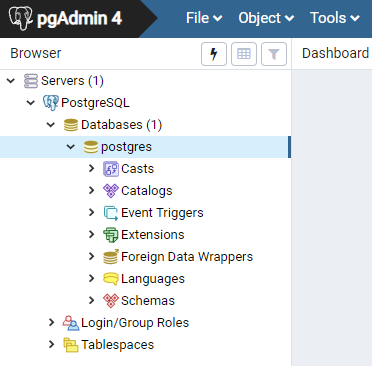 pgAdmin 4 File Object Tools
Browser Dashboard
Servers (1)
PostgreSQL
Databases (1)
postgres
Casts
Catalogs
Event Triggers
Extensions
Foreign Data Wrappers
Languages
Schemas
Login/Group Roles
Tablespaces